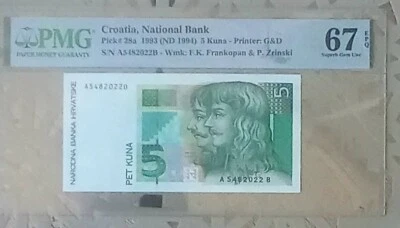 PMG
PAPER MONEY GUARANTY
Croatia, National Bank
Pick# 28a 1993 (ND 1994) 5 Kuna - Printer: G&D
S/N A5482022B - Wmk: F.K. Frankopan & P. Zrinski
67 EPQ
Superb Gem Unc
A5482022B
5
NARODNA BANKA HRVATSKE
PET KUNA
5
A5482022B